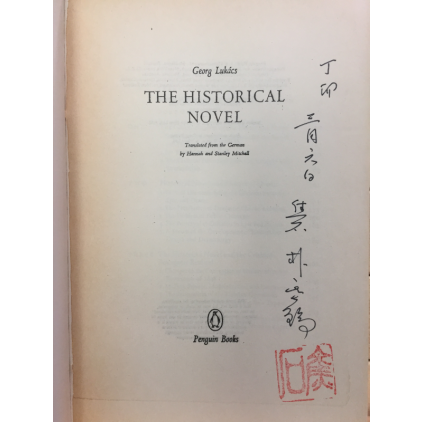 Georg Lukács
THE HISTORICAL
NOVEL
Translated from the German
by Hannah and Stanley Mitchell
Penguin Books
丁卯
三月六日